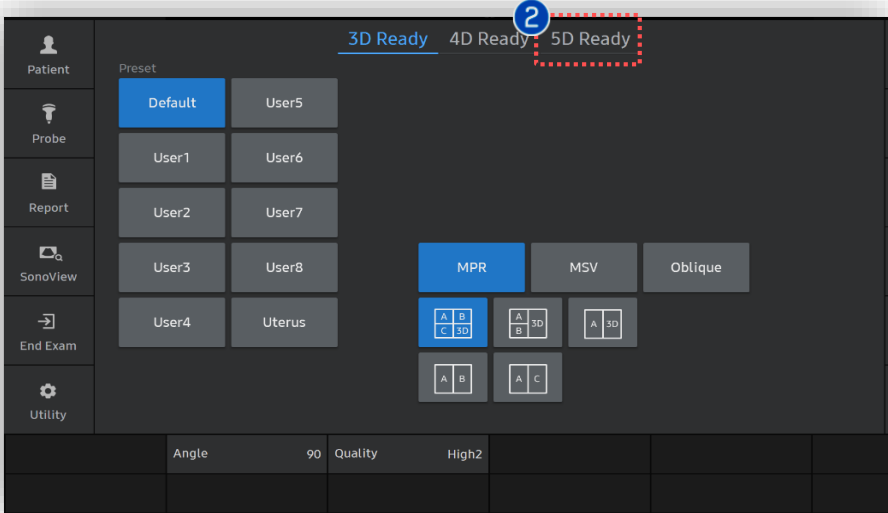 2
3D Ready 4D Ready 5D Ready
Patient
Probe
Report
SonoView
End Exam
Utility
Preset
Default User5
User1 User6
User2 User7
User3 User8
User4 Uterus
MPR MSV Oblique
A B C 3D
A B 3D
A 3D
A B
A C
Angle 90 Quality High2